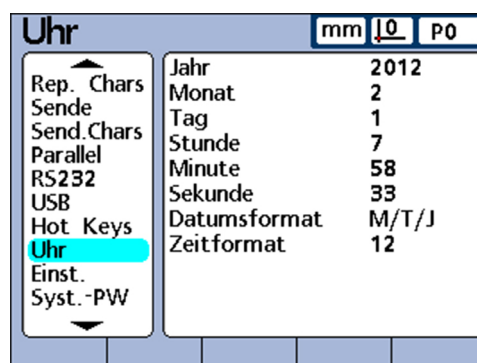 Uhr mm 0 P0
Rep. Chars
Sende
Send.Chars
Parallel
RS232
USB
Hot Keys
Uhr
Einst.
Syst.-PW
Jahr 2012
Monat 2
Tag 1
Stunde 7
Minute 58
Sekunde 33
Datumsformat M/T/J
Zeitformat 12